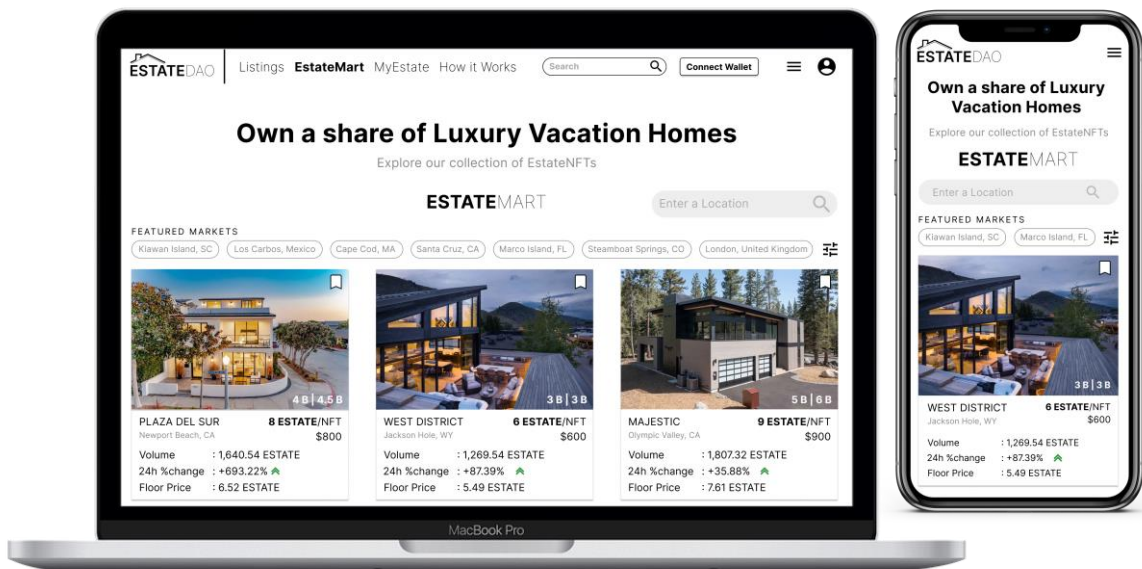 ESTATEDAO
Listings EstateMart MyEstate How it Works
Search
Connect Wallet
Own a share of Luxury Vacation Homes
Explore our collection of EstateNFTs
ESTATEMART
Enter a Location
FEATURED MARKETS
Kiawan Island, SC
Los Carbos, Mexico
Cape Cod, MA
Santa Cruz, CA
Marco Island, FL
Steamboat Springs, CO
London, United Kingdom
4 B | 4.5 B
PLAZA DEL SUR 8 ESTATE/NFT
Newport Beach, CA $800
Volume : 1,640.54 ESTATE
24h %change : +693.22%
Floor Price : 6.52 ESTATE
3 B | 3 B
WEST DISTRICT 6 ESTATE/NFT
Jackson Hole, WY $600
Volume : 1,269.54 ESTATE
24h %change : +87.39%
Floor Price : 5.49 ESTATE
5 B | 6 B
MAJESTIC 9 ESTATE/NFT
Olympic Valley, CA $900
Volume : 1,807.32 ESTATE
24h %change : +35.88%
Floor Price : 7.61 ESTATE
MacBook Pro
ESTATEDAO
Own a share of Luxury
Vacation Homes
Explore our collection of EstateNFTs
ESTATEMART
Enter a Location
FEATURED MARKETS
Kiawan Island, SC
Marco Island, FL
3 B | 3 B
WEST DISTRICT 6 ESTATE/NFT
Jackson Hole, WY $600
Volume : 1,269.54 ESTATE
24h %change : +87.39%
Floor Price : 5.49 ESTATE